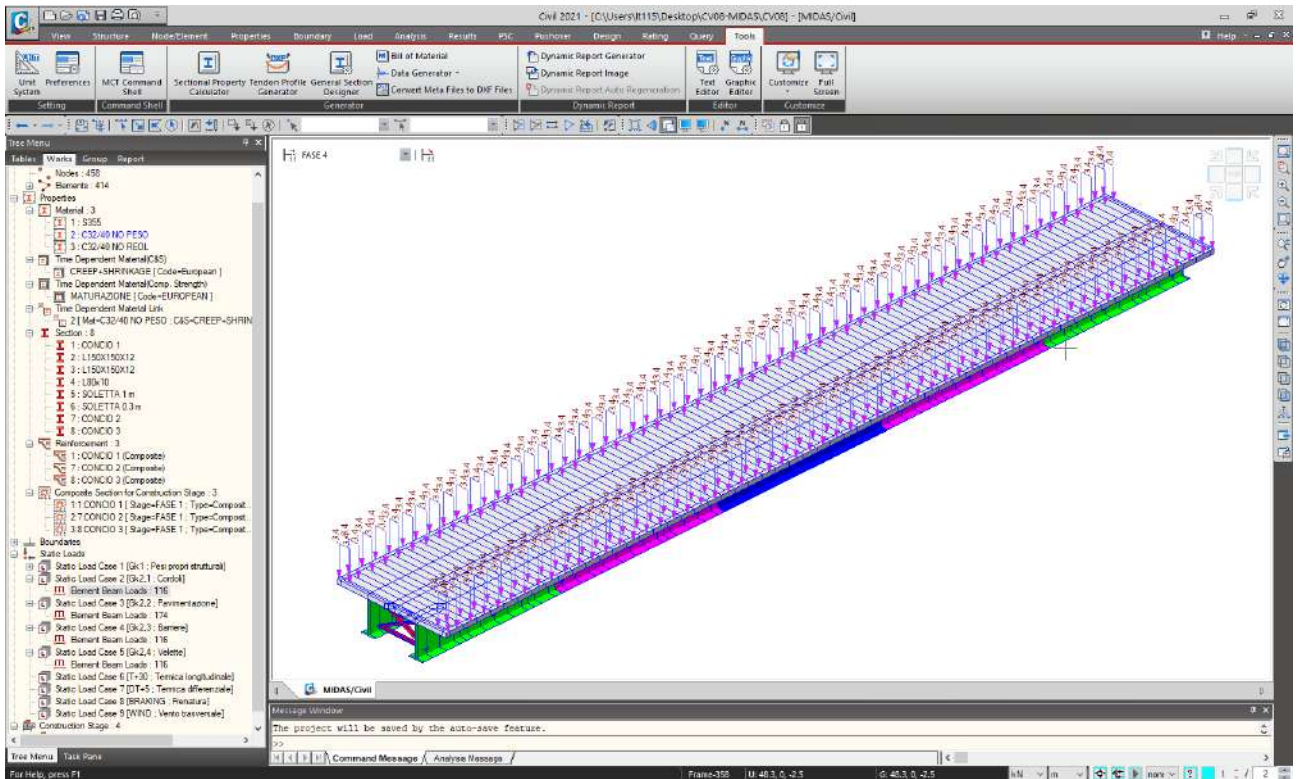 Civil 2021 - [C:\Users\lt115\Desktop\CV08-MIDAS\CV08] - [MIDAS/Civil]
View Structure Node/Element Properties Boundary Load Analysis Results PSC Pushover Design Rating Query Tools Help
Unit System
Preferences
MCT Command Shell
Sectional Property Calculator
Tendon Profile Generator
General Section Designer
Bill of Material
Data Generator
Convert Meta Files to DXF Files
Dynamic Report Generator
Dynamic Report Image
Dynamic Report Auto Regeneration
Text Editor
Graphic Editor
Customize
Full Screen
Setting Command Shell Generator Dynamic Report Editor Customize
Tree Menu
Tables Works Group Report
Nodes : 458
Elements : 414
Properties
Material : 3
1 : S355
2 : C32/40 NO PESO
3 : C32/40 NO REOL
Time Dependent Material(C&S)
CREEP+SHRINKAGE [ Code=European ]
Time Dependent Material(Comp. Strength)
MATURAZIONE [ Code=EUROPEAN ]
Time Dependent Material Link
2 [ Mat=C32/40 NO PESO ; C&S=CREEP+SHRIN
Section : 8
1 : CONCIO 1
2 : L150X150X12
3 : L150X150X12
4 : L80x10
5 : SOLETTA 1 m
6 : SOLETTA 0.3 m
7 : CONCIO 2
8 : CONCIO 3
Reinforcement : 3
1 : CONCIO 1 (Composite)
7 : CONCIO 2 (Composite)
8 : CONCIO 3 (Composite)
Composite Section for Construction Stage : 3
1:1 CONCIO 1 [ Stage=FASE 1 ; Type=Composit...
2:7 CONCIO 2 [ Stage=FASE 1 ; Type=Composit...
3:8 CONCIO 3 [ Stage=FASE 1 ; Type=Composit...
Boundaries
Static Loads
Static Load Case 1 [Gk1 ; Pesi propri strutturali]
Static Load Case 2 [Gk2,1 ; Cordoli]
Element Beam Loads : 116
Static Load Case 3 [Gk2,2 ; Pavimentazione]
Element Beam Loads : 174
Static Load Case 4 [Gk2,3 ; Barriere]
Element Beam Loads : 116
Static Load Case 5 [Gk2,4 ; Velette]
Element Beam Loads : 116
Static Load Case 6 [T+30 ; Termica longitudinale]
Static Load Case 7 [DT+5 ; Termica differenziale]
Static Load Case 8 [BRAKING ; Frenatura]
Static Load Case 9 [WIND ; Vento trasversale]
Construction Stage : 4
Tree Menu Task Pane
FASE 4
MIDAS/Civil
Message Window
The project will be saved by the auto-save feature.
>>
Command Message Analysis Message
For Help, press F1
Frame-358 U: 48.3, 0, -2.5 G: 48.3, 0, -2.5 kN m 1 / 2